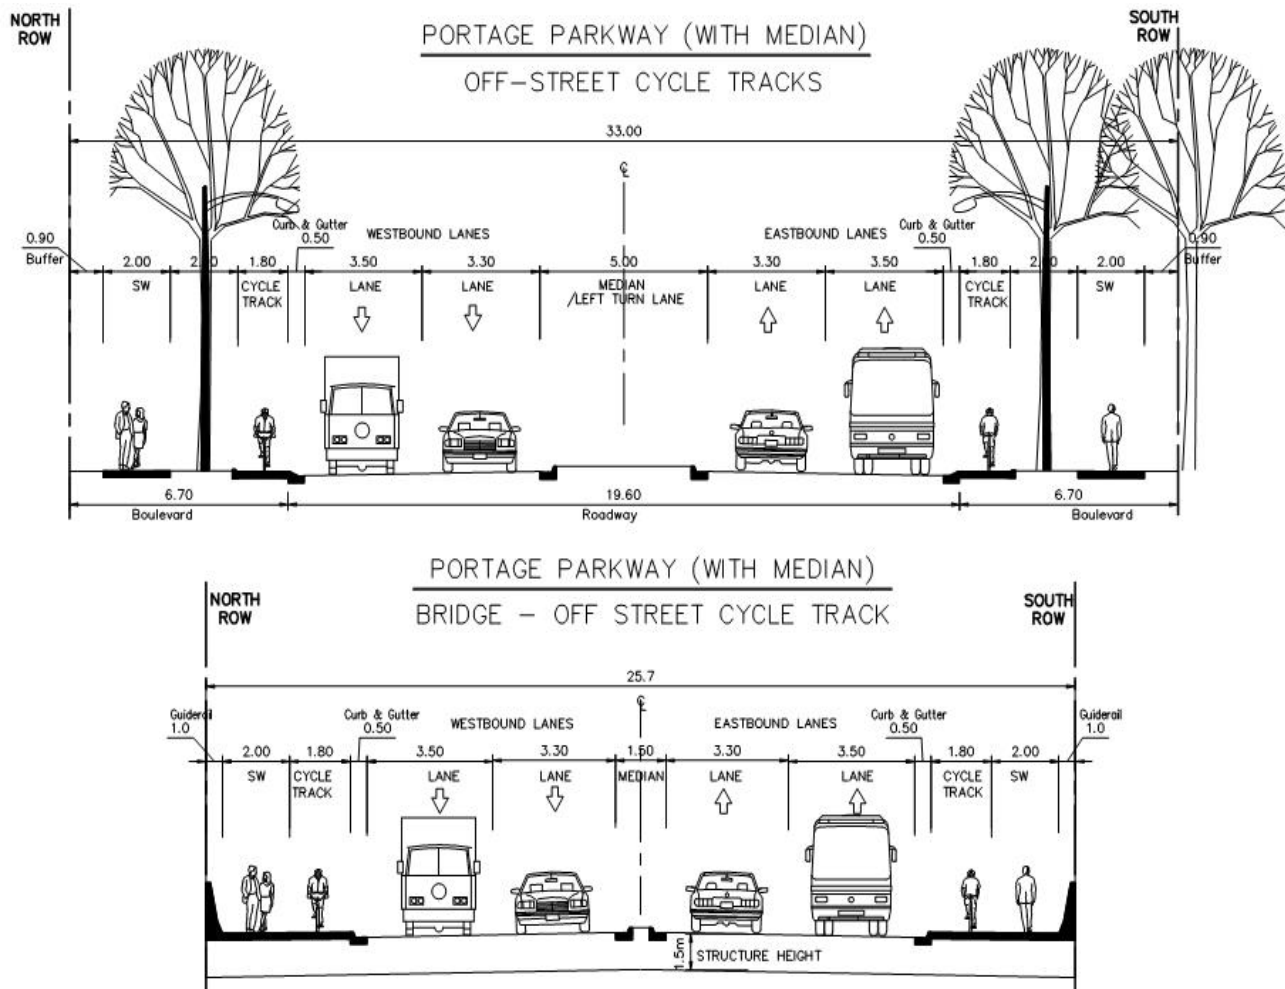 NORTH
ROW
PORTAGE PARKWAY (WITH MEDIAN)
SOUTH
ROW
OFF-STREET CYCLE TRACKS
33.00
℄
Curb & Gutter
0.50
WESTBOUND LANES
EASTBOUND LANES
Curb & Gutter
0.50
0.90
Buffer
0.90
Buffer
2.00 2.00 1.80 3.50 3.30 5.00 3.30 3.50 1.80 2.00 2.00
SW
CYCLE
TRACK
LANE
LANE
MEDIAN
/LEFT TURN LANE
LANE
LANE
CYCLE
TRACK
SW
6.70 19.60 6.70
Boulevard Roadway Boulevard
PORTAGE PARKWAY (WITH MEDIAN)
NORTH
ROW
SOUTH
ROW
BRIDGE - OFF STREET CYCLE TRACK
25.7
℄
Guiderail
1.0
Curb & Gutter
0.50
WESTBOUND LANES
EASTBOUND LANES
Curb & Gutter
0.50
Guiderail
1.0
2.00 1.80 3.50 3.30 1.50 3.30 3.50 1.80 2.00
SW
CYCLE
TRACK
LANE
LANE
MEDIAN
LANE
LANE
CYCLE
TRACK
SW
1.5m
STRUCTURE HEIGHT